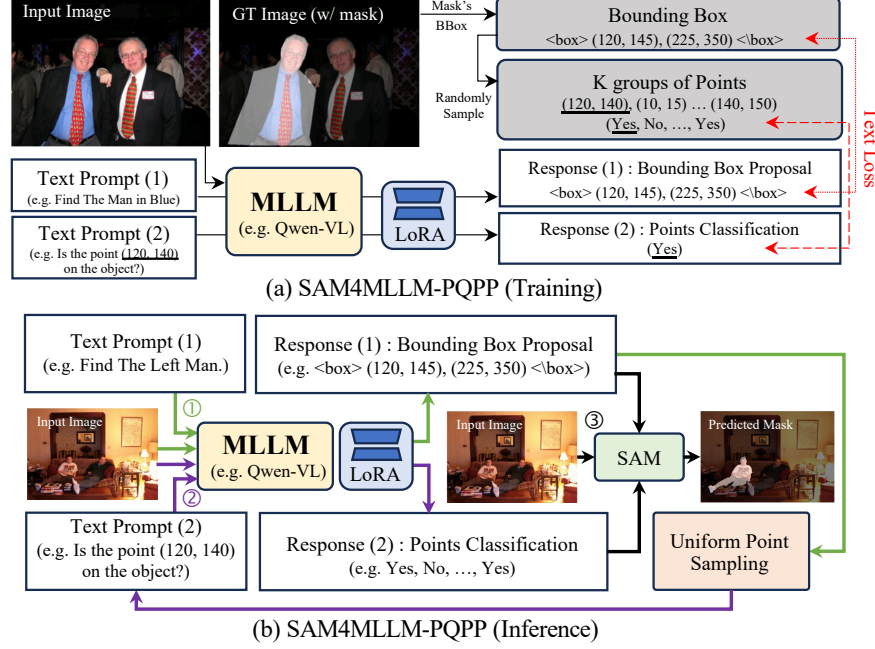 Input Image
GT Image (w/ mask)
Mask's
BBox
Bounding Box
<box> (120, 145), (225, 350) <\box>
Randomly
Sample
K groups of Points
(120, 140), (10, 15) … (140, 150)
(Yes, No, …, Yes)
Text Loss
Text Prompt (1)
(e.g. Find The Man in Blue)
Text Prompt (2)
(e.g. Is the point (120, 140)
on the object?)
MLLM
(e.g. Qwen-VL)
LoRA
Response (1) : Bounding Box Proposal
<box> (120, 145), (225, 350) <\box>
Response (2) : Points Classification
(Yes)
(a) SAM4MLLM-PQPP (Training)
Text Prompt (1)
(e.g. Find The Left Man.)
Response (1) : Bounding Box Proposal
(e.g. <box> (120, 145), (225, 350) <\box>)
①
Input Image
②
MLLM
(e.g. Qwen-VL)
LoRA
Input Image
③
SAM
Predicted Mask
Text Prompt (2)
(e.g. Is the point (120, 140)
on the object?)
Response (2) : Points Classification
(e.g. Yes, No, …, Yes)
Uniform Point
Sampling
(b) SAM4MLLM-PQPP (Inference)